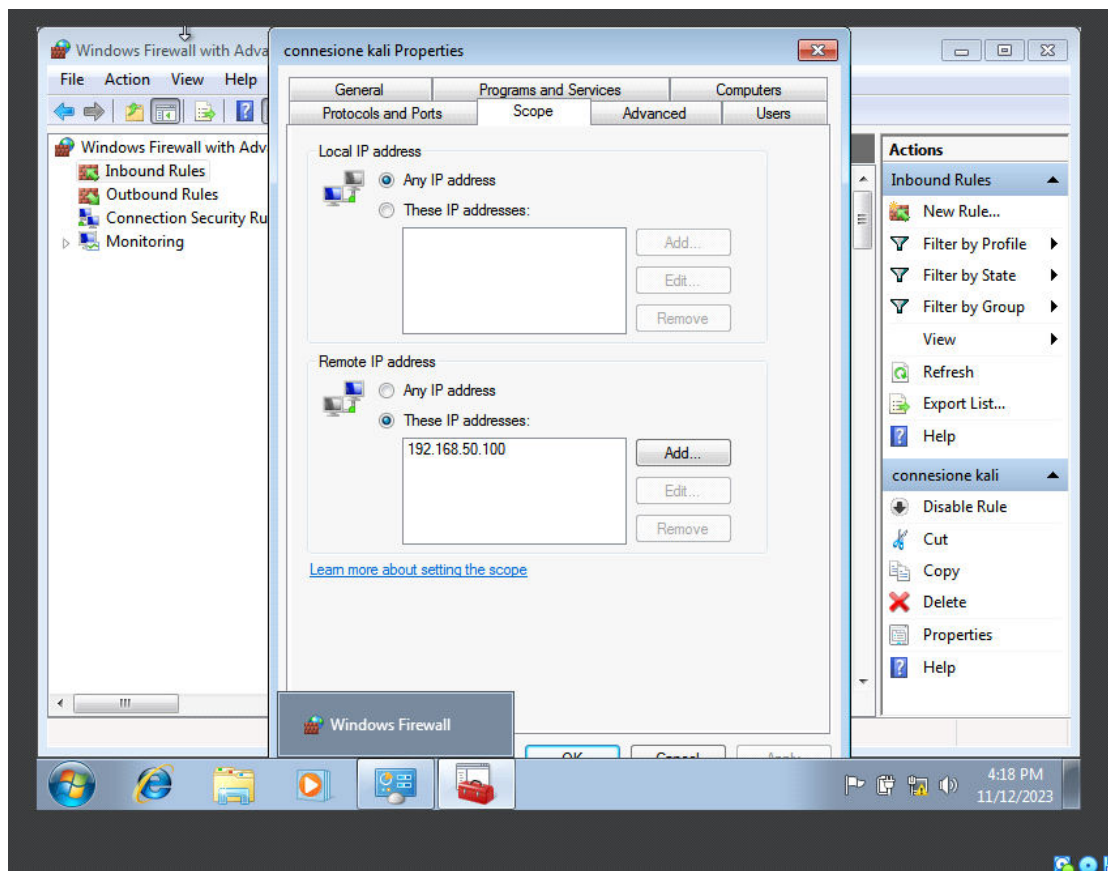 Windows Firewall with Adva
File Action View Help
Windows Firewall with Adv
Inbound Rules
Outbound Rules
Connection Security Ru
Monitoring
connesione kali Properties
General Programs and Services Computers
Protocols and Ports Scope Advanced Users
Local IP address
Any IP address
These IP addresses:
Add...
Edit...
Remove
Remote IP address
Any IP address
These IP addresses:
192.168.50.100
Add...
Edit...
Remove
Learn more about setting the scope
OK Cancel Apply
Actions
Inbound Rules
New Rule...
Filter by Profile
Filter by State
Filter by Group
View
Refresh
Export List...
Help
connesione kali
Disable Rule
Cut
Copy
Delete
Properties
Help
Windows Firewall
4:18 PM
11/12/2023